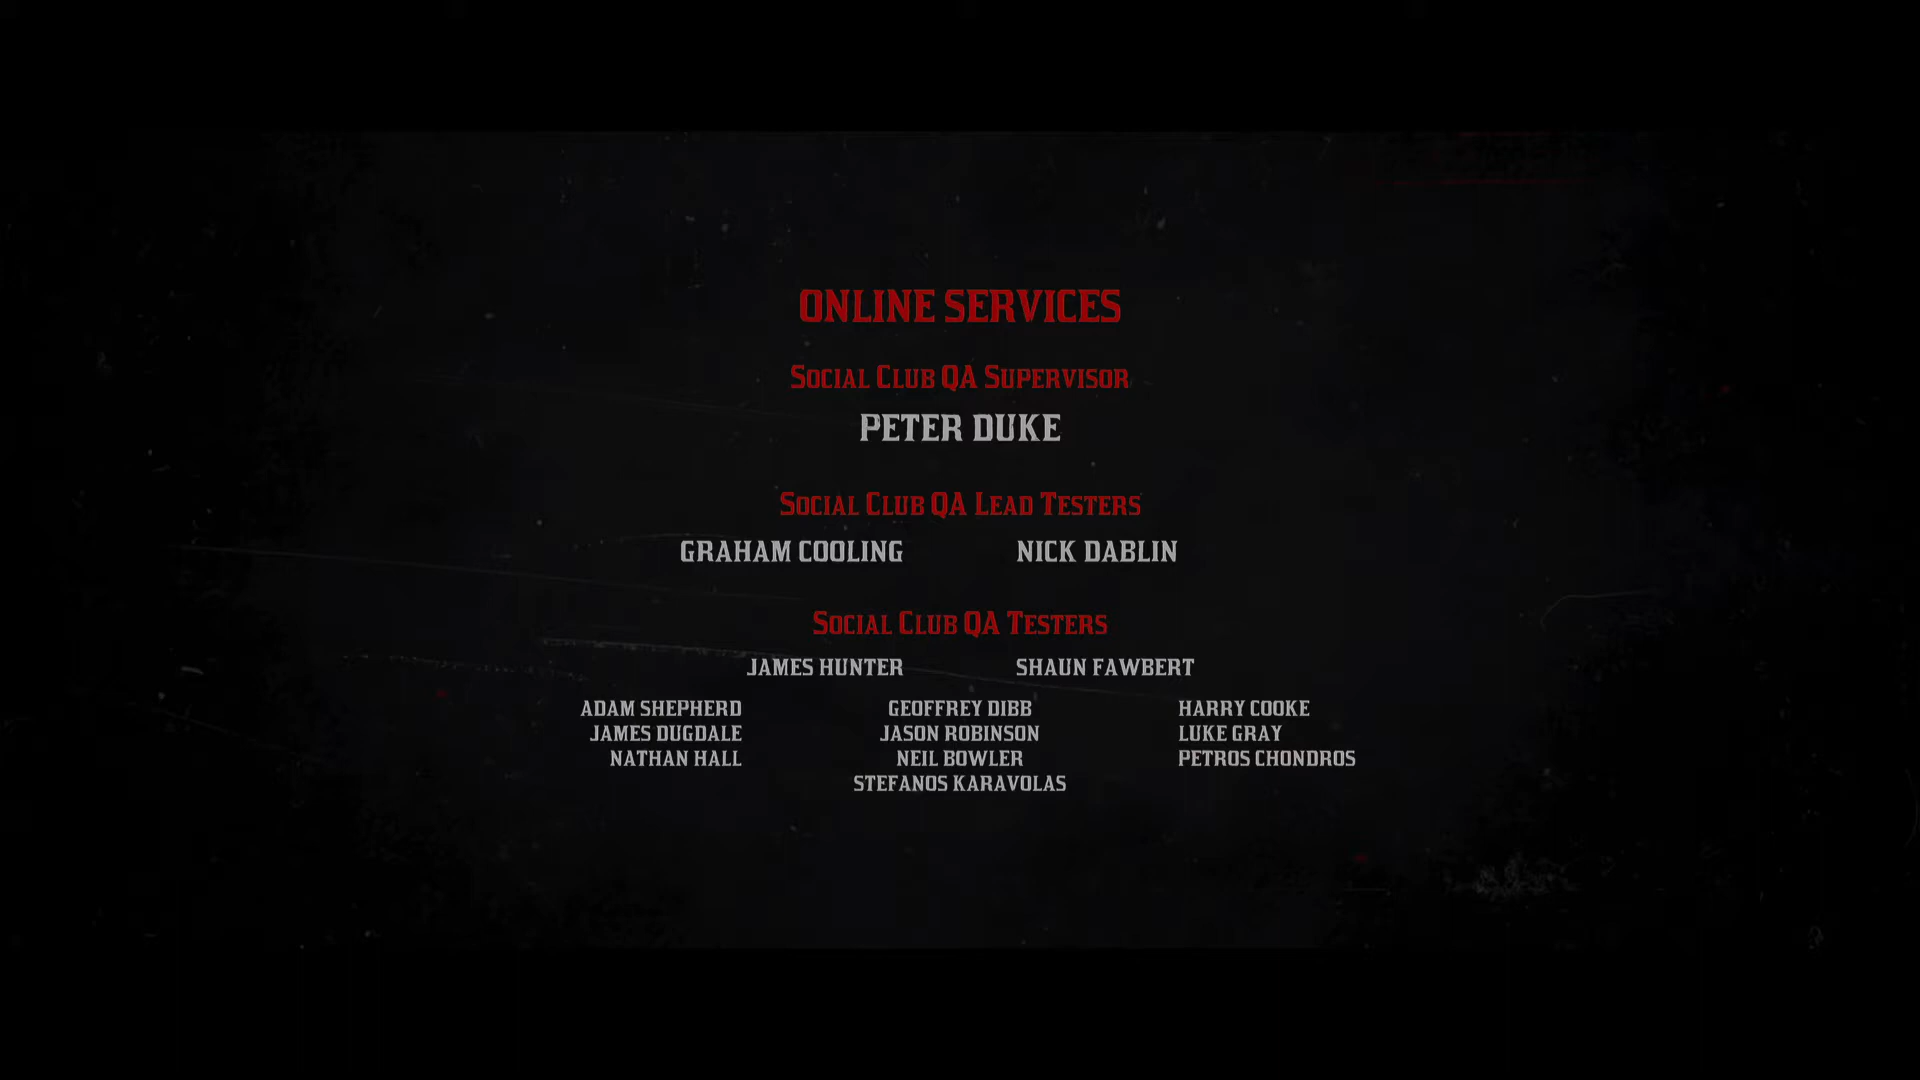 ONLINE SERVICES
SOCIAL CLUB QA SUPERVISOR
PETER DUKE
SOCIAL CLUB QA LEAD TESTERS
GRAHAM COOLING NICK DABLIN
SOCIAL CLUB QA TESTERS
JAMES HUNTER SHAUN FAWBERT
ADAM SHEPHERD GEOFFREY DIBB HARRY COOKE
JAMES DUGDALE JASON ROBINSON LUKE GRAY
NATHAN HALL NEIL BOWLER PETROS CHONDROS
STEFANOS KARAVOLAS